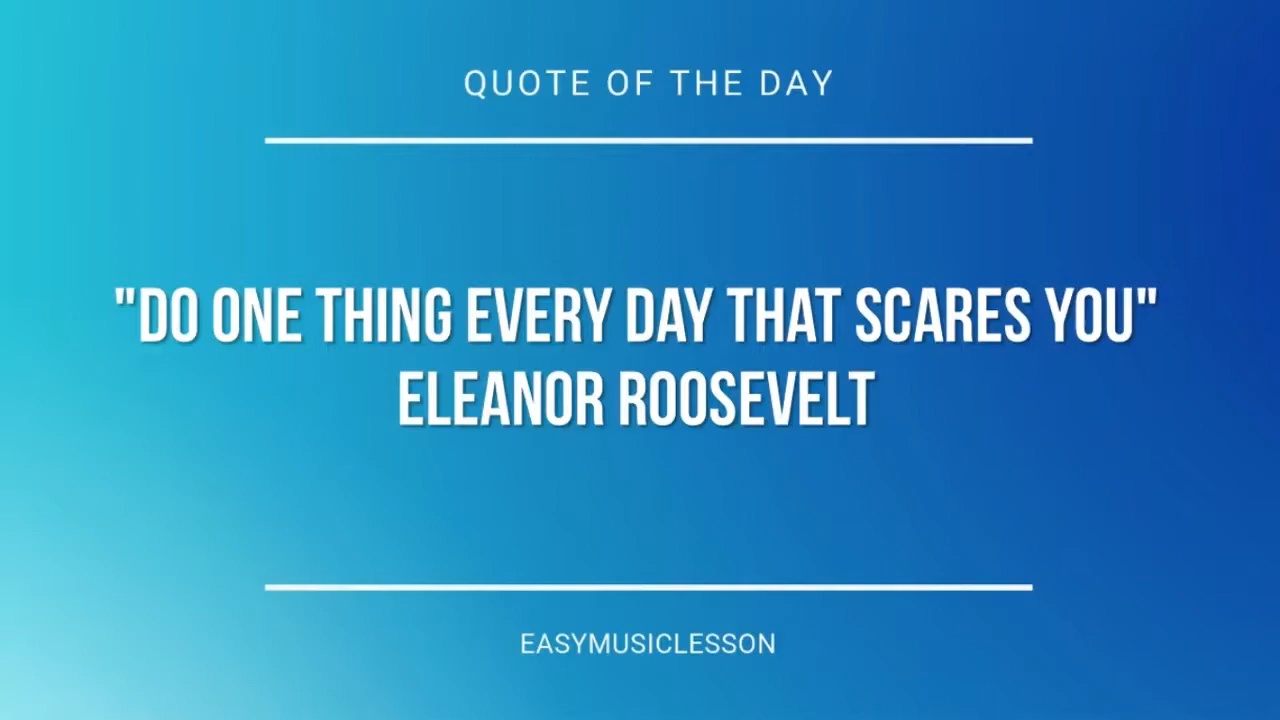 QUOTE OF THE DAY
"DO ONE THING EVERY DAY THAT SCARES YOU"
ELEANOR ROOSEVELT
EASYMUSICLESSON